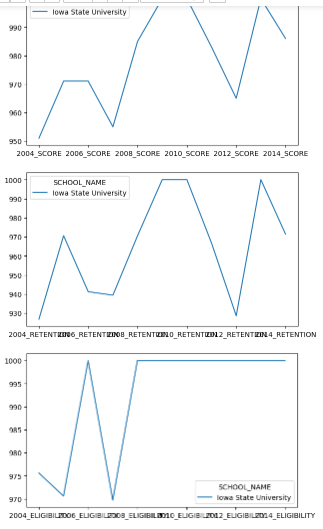 Iowa State University
990
980
970
960
950
2004_SCORE 2006_SCORE 2008_SCORE 2010_SCORE 2012_SCORE 2014_SCORE
SCHOOL_NAME
Iowa State University
1000
990
980
970
960
950
940
930
2004_RETENTION 2006_RETENTION 2008_RETENTION 2010_RETENTION 2012_RETENTION 2014_RETENTION
1000
995
990
985
980
975
970
SCHOOL_NAME
Iowa State University
2004_ELIGIBILITY 2006_ELIGIBILITY 2008_ELIGIBILITY 2010_ELIGIBILITY 2012_ELIGIBILITY 2014_ELIGIBILITY